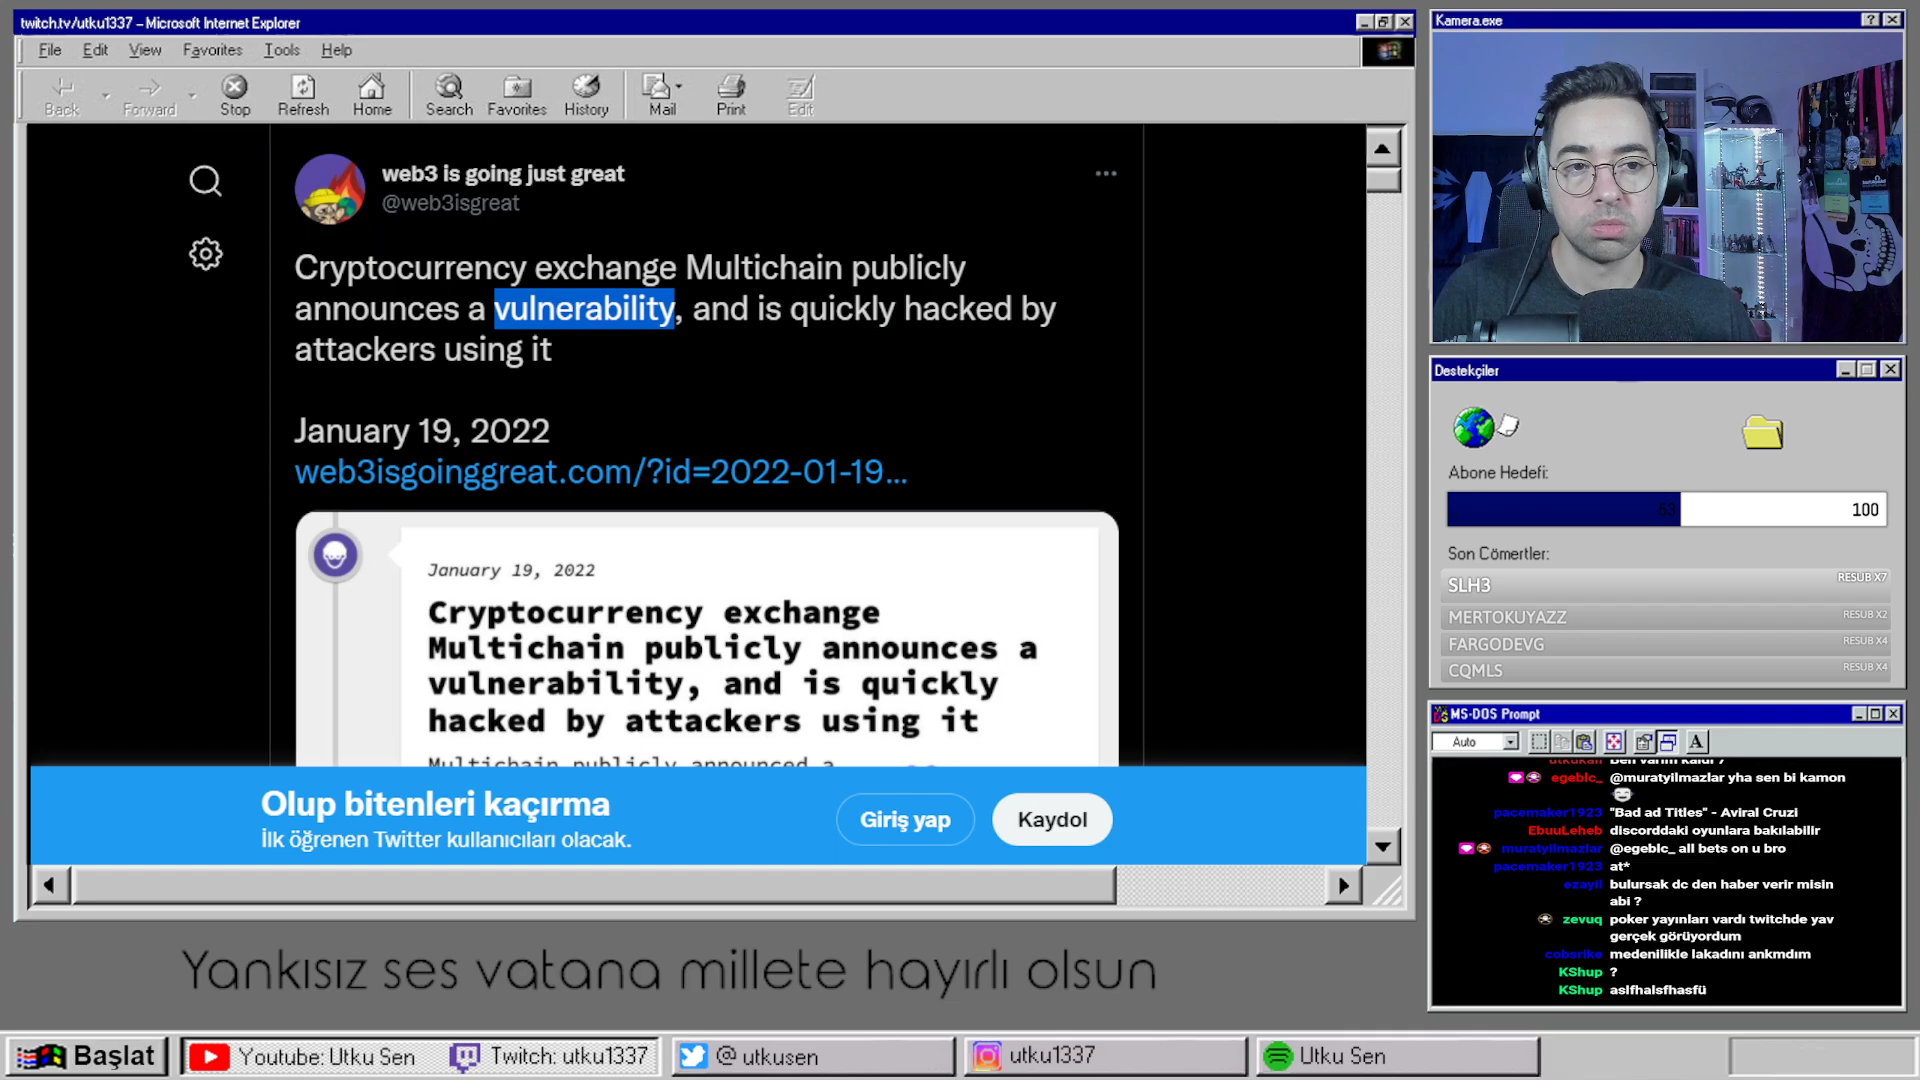 twitch.tv/utku1337 – Microsoft Internet Explorer
File Edit View Favorites Tools Help
Back Forward Stop Refresh Home Search Favorites History Mail Print Edit
web3 is going just great
@web3isgreat
Cryptocurrency exchange Multichain publicly
announces a vulnerability, and is quickly hacked by
attackers using it
January 19, 2022
web3isgoinggreat.com/?id=2022-01-19...
January 19, 2022
Cryptocurrency exchange
Multichain publicly announces a
vulnerability, and is quickly
hacked by attackers using it
Multichain publicly announced a
Olup bitenleri kaçırma
İlk öğrenen Twitter kullanıcıları olacak.
Giriş yap
Kaydol
Yankısız ses vatana millete hayırlı olsun
Kamera.exe
Destekçiler
Abone Hedefi:
53 100
Son Cömertler:
SLH3 RESUB X7
MERTOKUYAZZ RESUB X2
FARGODEVG RESUB X4
CQMLS RESUB X4
MS-DOS Prompt
Auto
A
egeblc_ @muratyilmazlar yha sen bi kamon
pacemaker1923 "Bad ad Titles" - Aviral Cruzi
EbuuLeheb discorddaki oyunlara bakılabilir
muratyilmazlar @egeblc_ all bets on u bro
pacemaker1923 at*
ezayil bulursak dc den haber verir misin
abi ?
zevuq poker yayınları vardı twitchde yav
gerçek görüyordum
cobsrike medenilikle lakadını ankmdım
KShup ?
KShup aslfhalsfhasfü
Başlat
Youtube: Utku Sen
Twitch: utku1337
@ utkusen
utku1337
Utku Sen